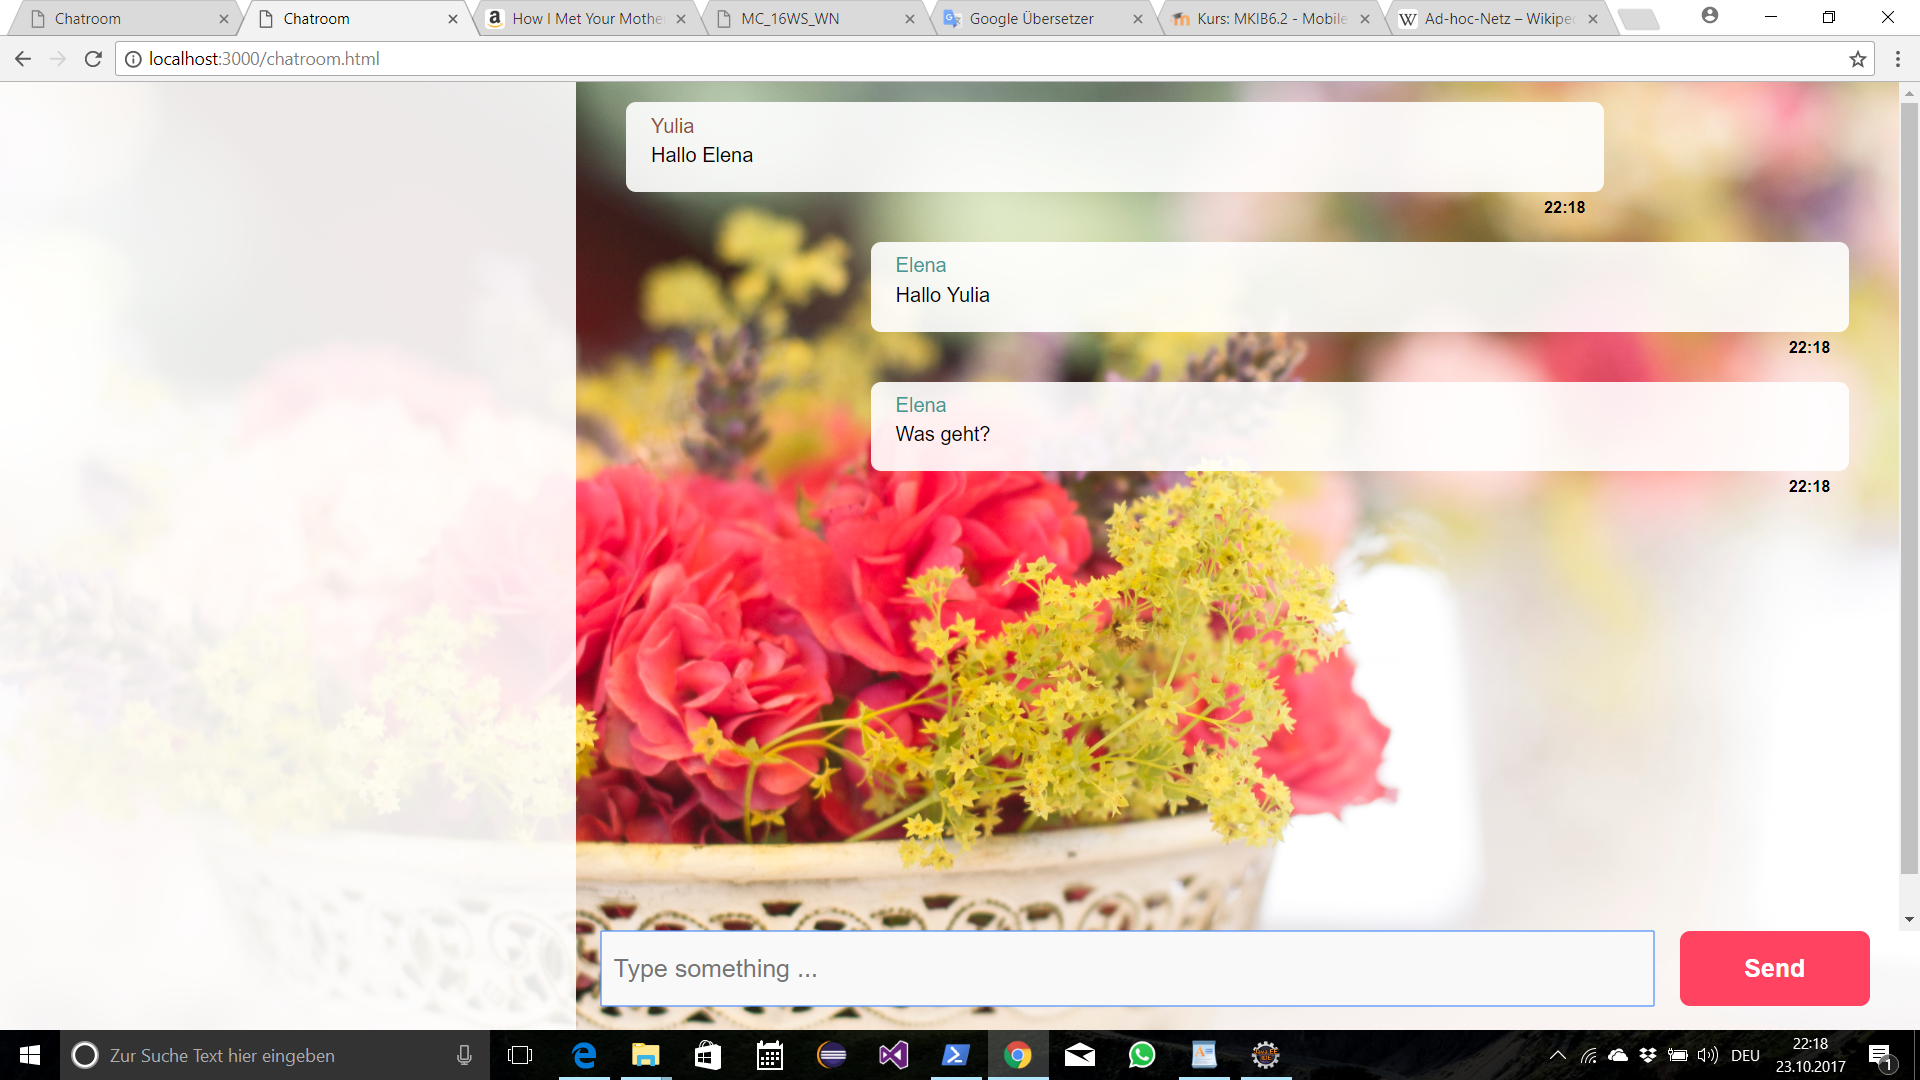 Chatroom
Chatroom
How I Met Your Mothe
MC_16WS_WN
Google Übersetzer
Kurs: MKIB6.2 - Mobile
Ad-hoc-Netz – Wikipe
localhost:3000/chatroom.html
Yulia
Hallo Elena
22:18
Elena
Hallo Yulia
22:18
Elena
Was geht?
22:18
Type something ...
Send
Zur Suche Text hier eingeben
DEU
22:18
23.10.2017
1